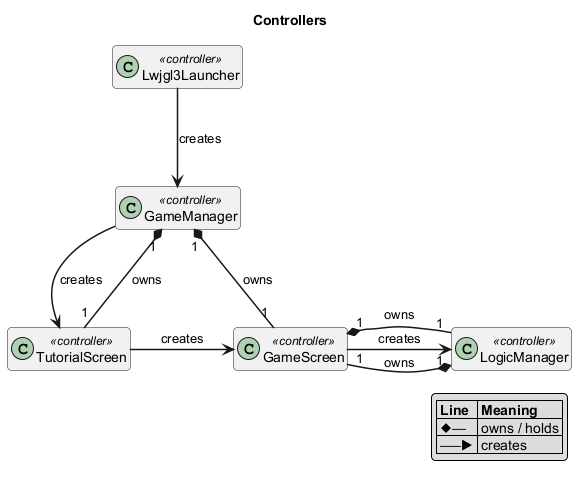 Controllers
C «controller»
Lwjgl3Launcher
creates
C «controller»
GameManager
1 1
creates owns owns
1 1
C «controller»
TutorialScreen
creates
C «controller»
GameScreen
1 owns 1
creates
1 owns 1
C «controller»
LogicManager
Line Meaning
owns / holds
creates